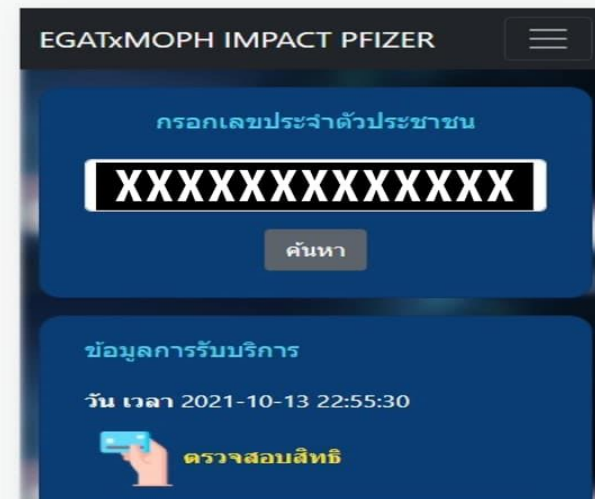 EGATxMOPH IMPACT PFIZER
กรอกเลขประจำตัวประชาชน
XXXXXXXXXXXXX
ค้นหา
ข้อมูลการรับบริการ
วัน เวลา 2021-10-13 22:55:30
ตรวจสอบสิทธิ